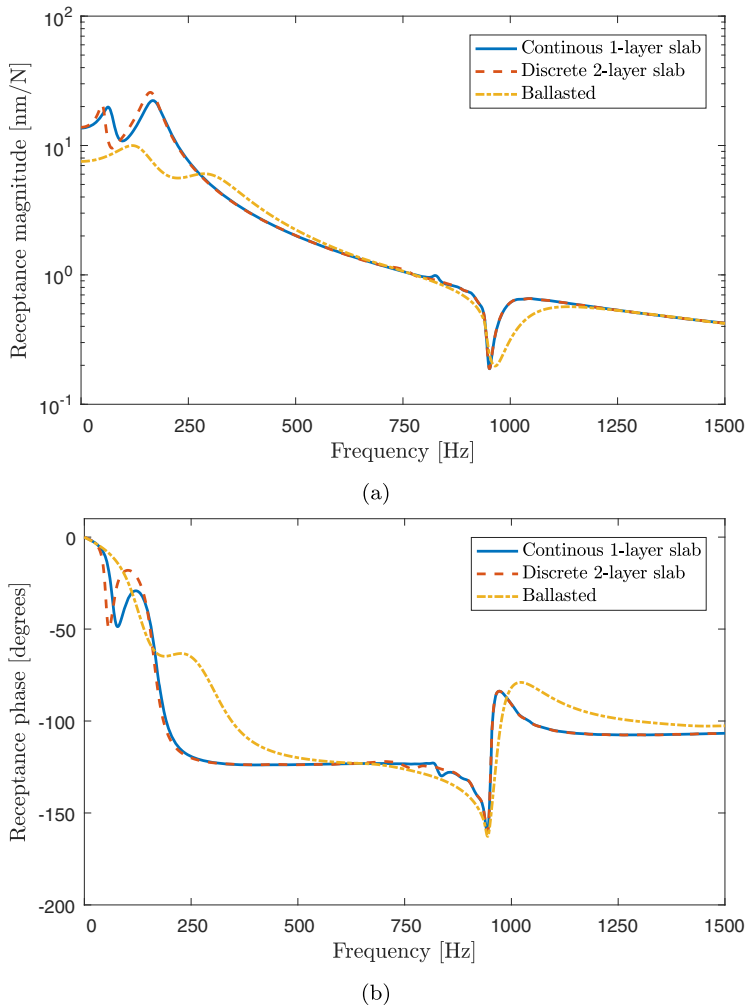 10^2
Continous 1-layer slab
Discrete 2-layer slab
Ballasted
Receptance magnitude [nm/N]
10^1
10^0
10^-1
0 250 500 750 1000 1500
Frequency [Hz]
(a)
0
Continous 1-layer slab
Discrete 2-layer slab
Ballasted
Receptance phase [degrees]
-50
-100
-150
-200
0 250 500 750 1000 1250 1500
Frequency [Hz]
(b)